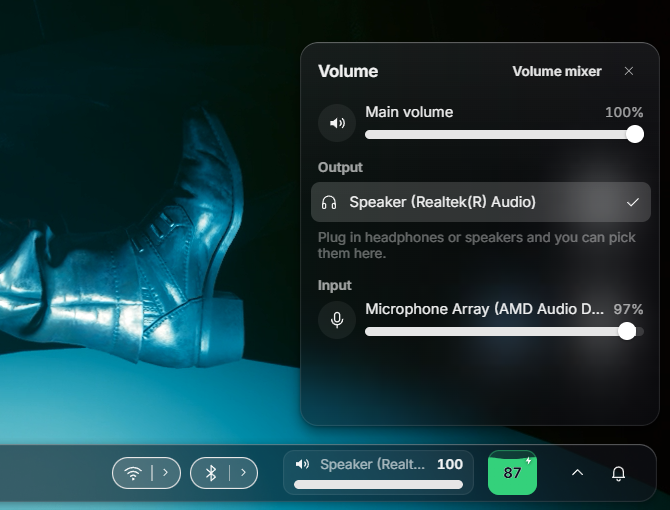 Volume
Volume mixer
Main volume
100%
Output
Speaker (Realtek(R) Audio)
Plug in headphones or speakers and you can pick
them here.
Input
Microphone Array (AMD Audio D...
97%
Speaker (Realt...
100
87